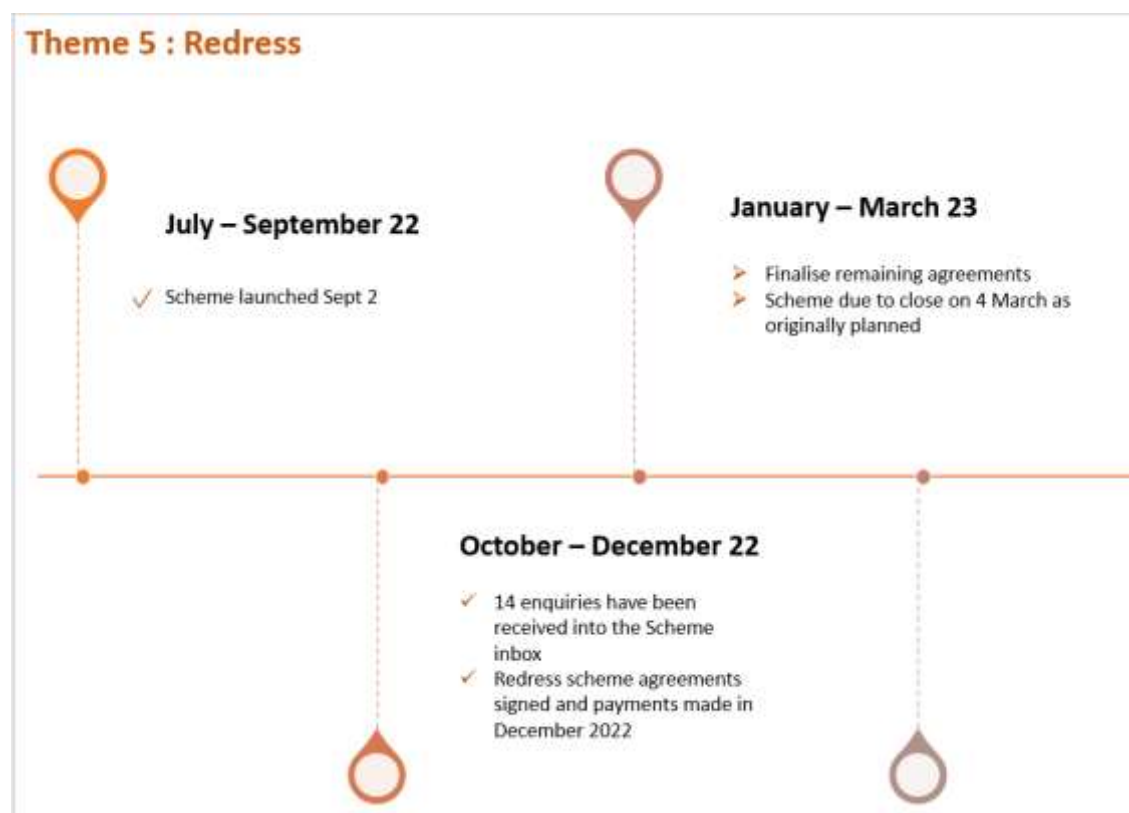 Theme 5 : Redress
July – September 22
Scheme launched Sept 2
October – December 22
14 enquiries have been
received into the Scheme
inbox
Redress scheme agreements
signed and payments made in
December 2022
January – March 23
Finalise remaining agreements
Scheme due to close on 4 March as
originally planned